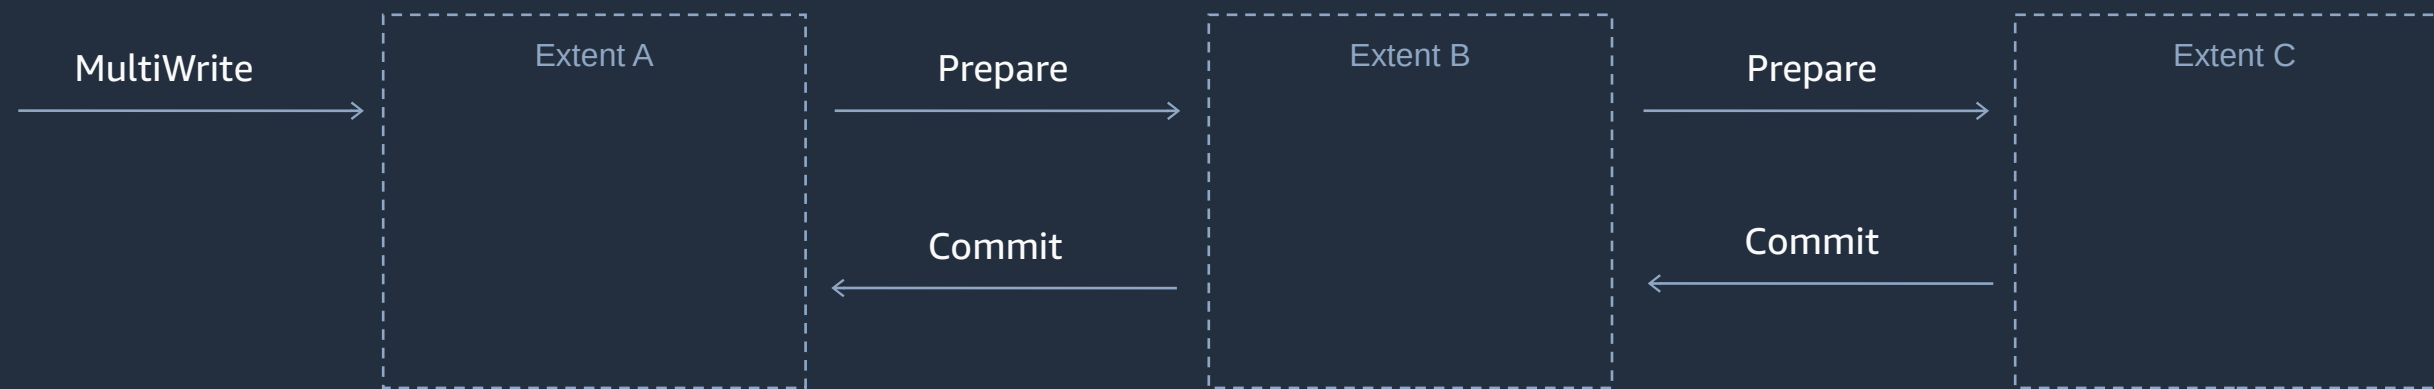 MultiWrite
Extent A
Prepare
Extent B
Prepare
Extent C
Commit
Commit